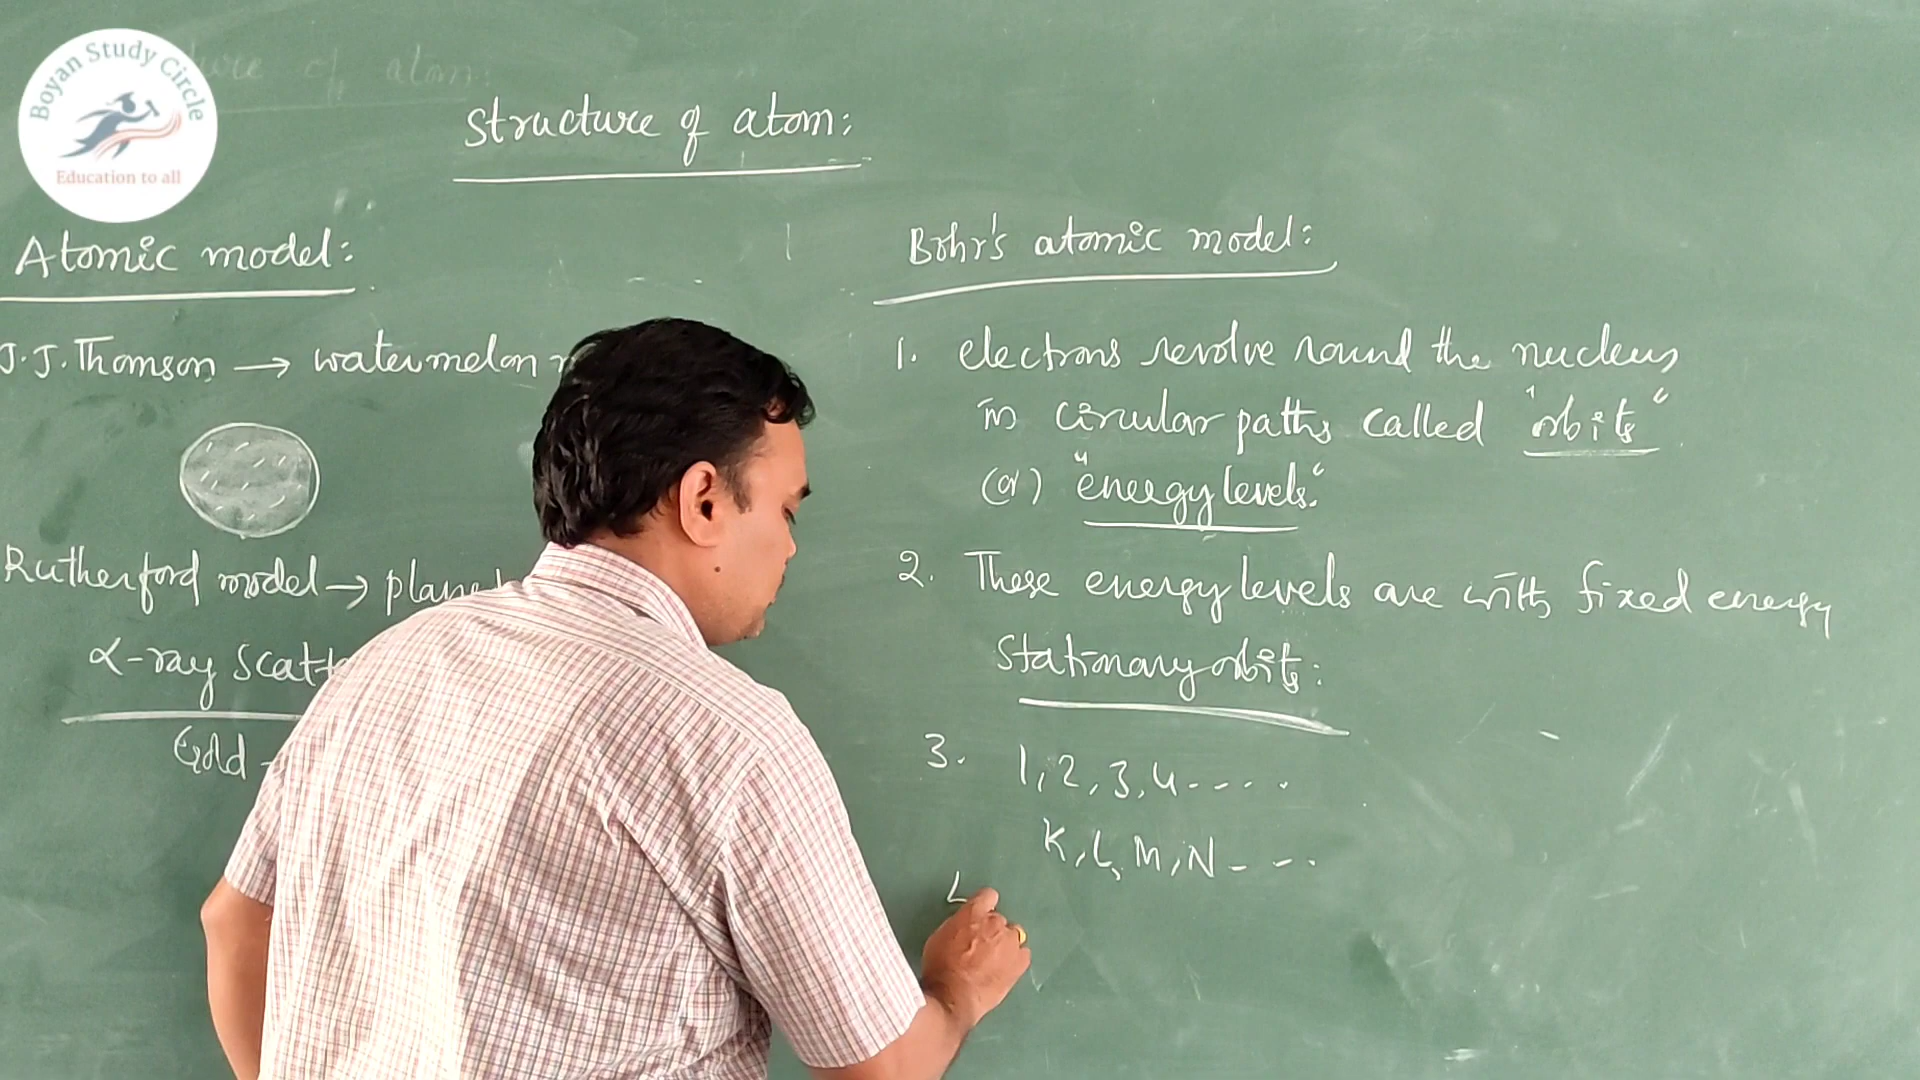 Boyan Study Circle
Education to all
Structure of atom:
Atomic model:
J.J. Thomson → watermelon
Rutherford model →
α-ray
Gold
Bohr's atomic model:
1. electrons revolve round the nucleus
in circular paths called "orbits"
(or) "energy levels."
2. These energy levels are with fixed energy
Stationary orbits:
3. 1, 2, 3, 4 - - - - .
K, L, M, N - - - .